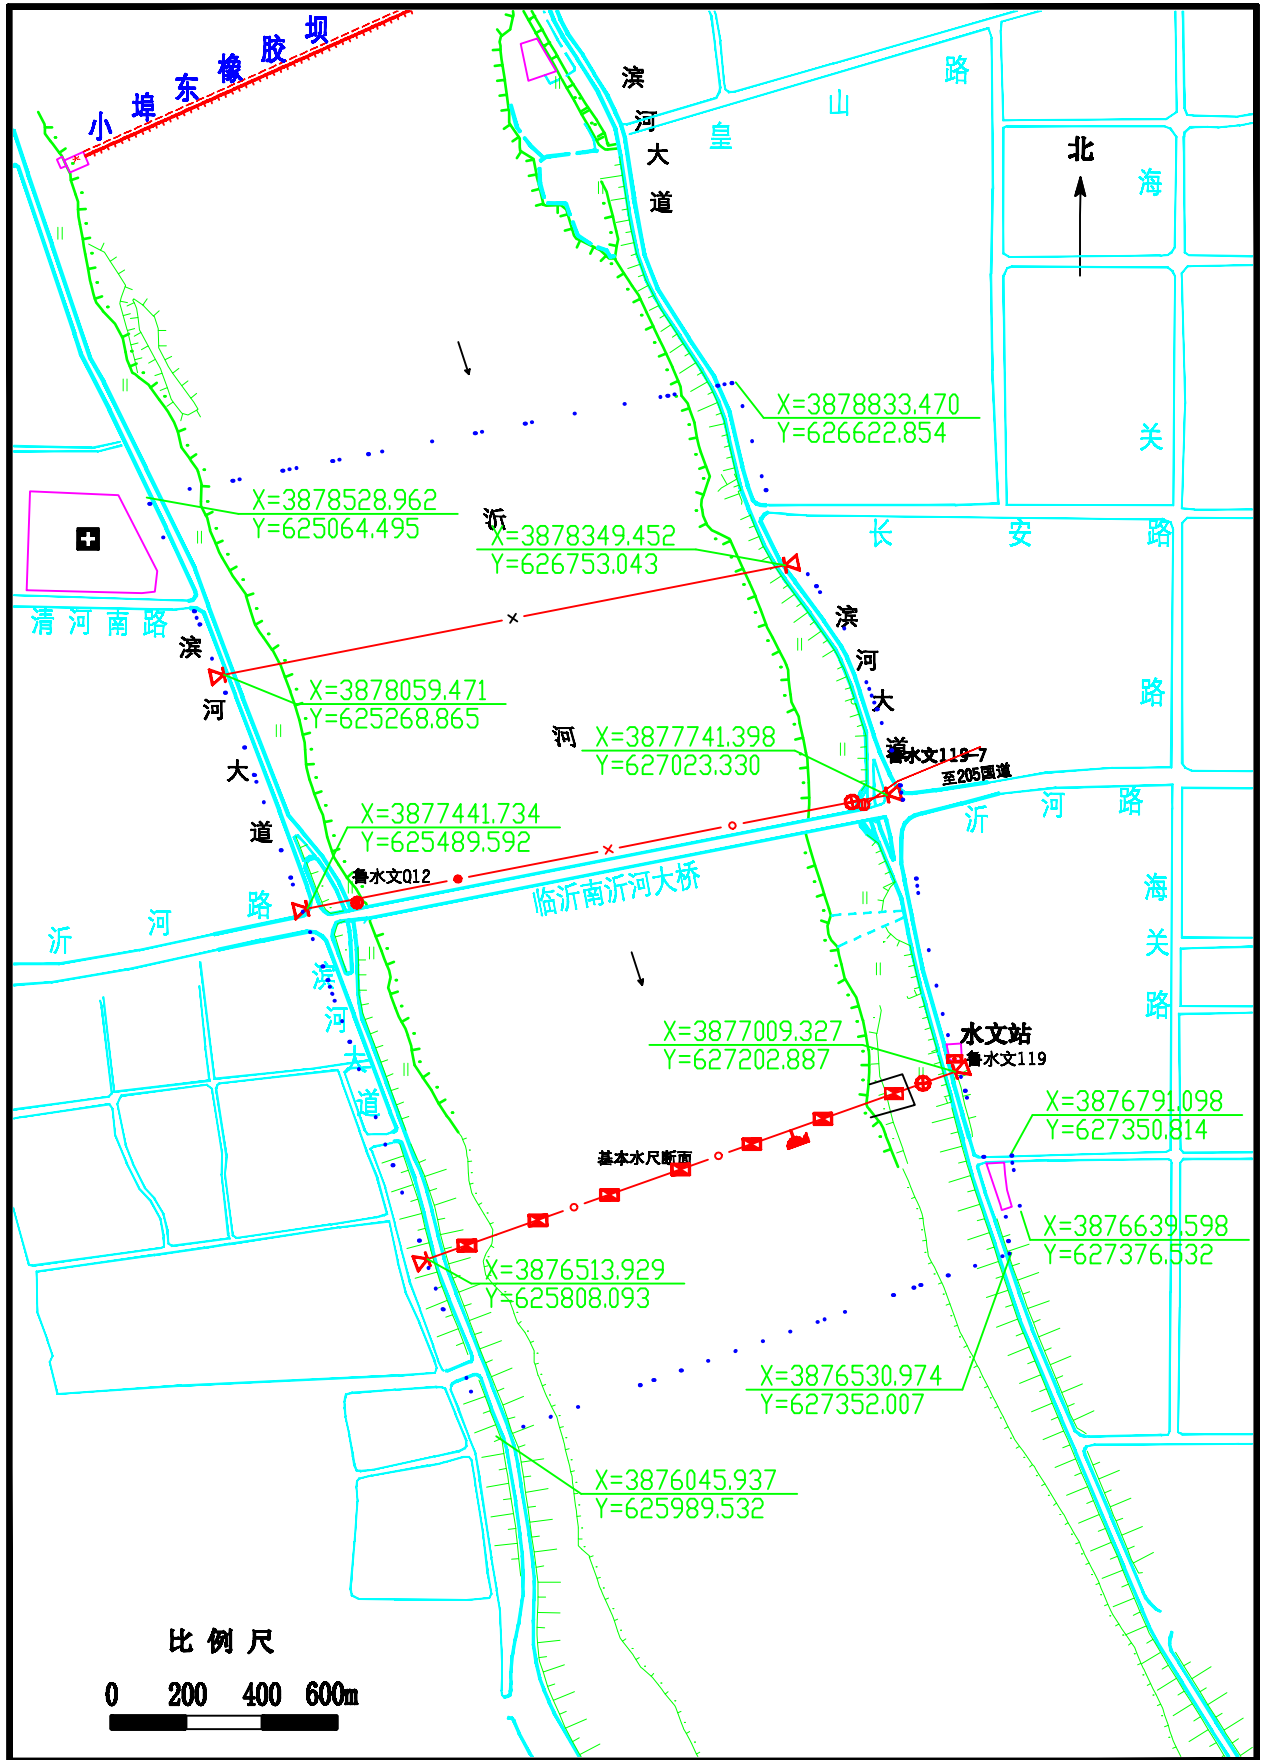 小埠东橡胶坝
滨河大道
皇山路
北
海关路
X=3878833.470
Y=626622.854
X=3878528.962
Y=625064.495
沂河
X=3878349.452
Y=626753.043
长安路
清河南路
滨河大道
滨河大道
X=3878059.471
Y=625268.865
X=3877741.398
Y=627023.330
鲁水文119-7
至205国道
沂河路
X=3877441.734
Y=625489.592
鲁水文Q12
临沂南沂河大桥
沂河路
海关路
滨河大道
X=3877009.327
Y=627202.887
水文站
鲁水文119
X=3876791.098
Y=627350.814
基本水尺断面
X=3876639.598
Y=627376.532
X=3876513.929
Y=625808.093
X=3876530.974
Y=627352.007
X=3876045.937
Y=625989.532
比例尺
0 200 400 600m